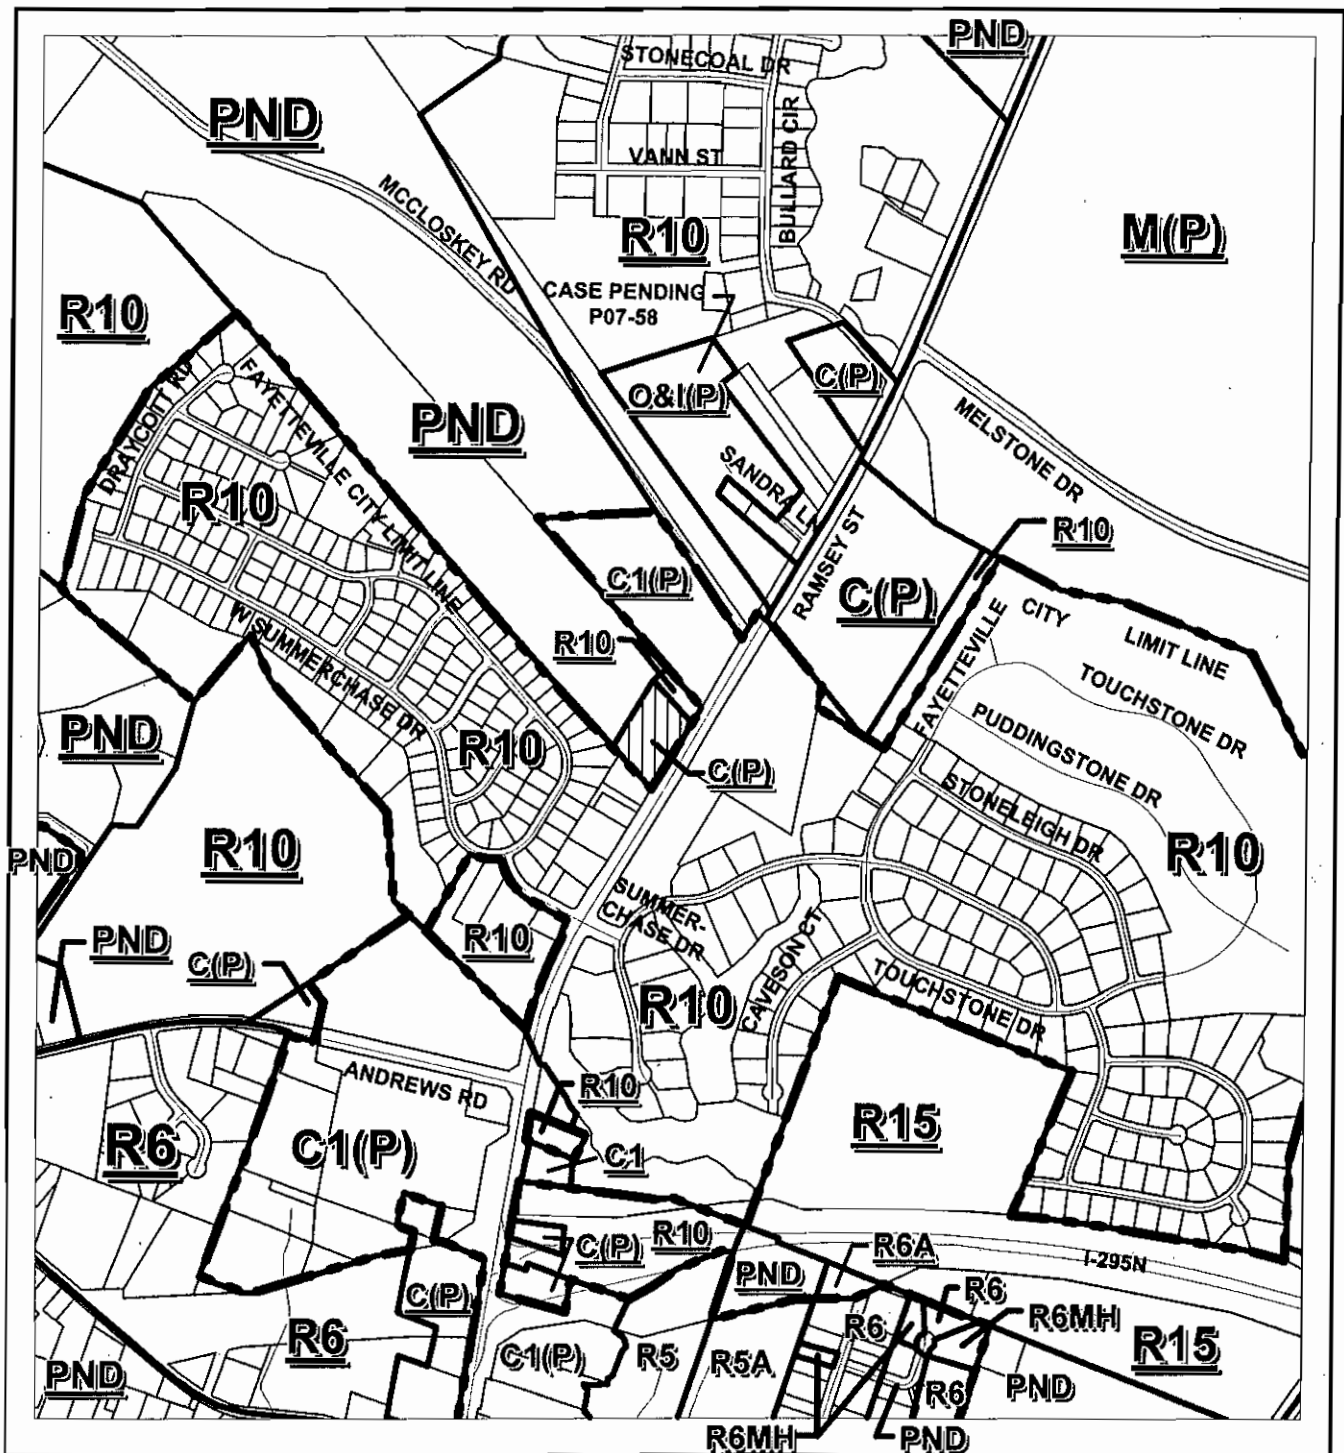 PND
STONECOAL DR
PND
BULLARD CIR
VANN ST
MCCLOSKEY RD
R10
M(P)
CASE PENDING
P07-58
R10
C(P)
O&I(P)
DRAYCOTT RD
FAYETTEVILLE CITY LIMIT LINE
PND
MELSTONE DR
SANDRA LN
R10
RAMSEY ST
R10
C1(P)
C(P)
FAYETTEVILLE
CITY
LIMIT LINE
W SUMMERCHASE DR
R10
TOUCHSTONE DR
PUDDINGSTONE DR
PND
R10
C(P)
STONELEIGH DR
R10
R10
PND
SUMMER-
CHASE DR
R10
PND
C(P)
CAVESON CT
TOUCHSTONE DR
R10
ANDREWS RD
R10
R15
R6
C1(P)
C1
R10
C(P)
R6A
I-295N
PND
C(P)
R6
R6MH
R6
R6
R15
C1(P)
R5
R5A
PND
R6
PND
R6MH
PND